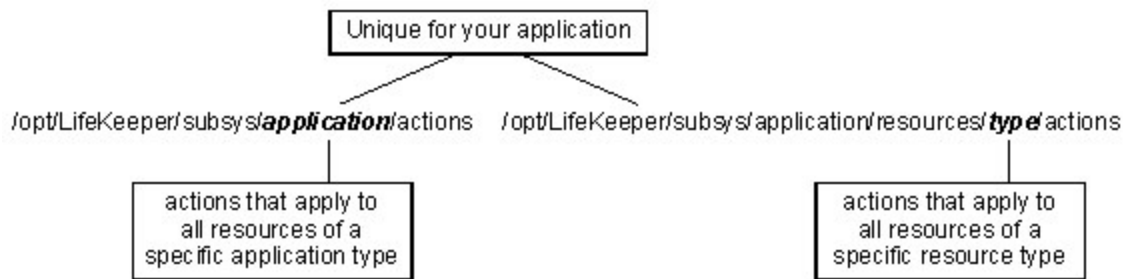 Unique for your application
/opt/LifeKeeper/subsys/application/actions
/opt/LifeKeeper/subsys/application/resources/type/actions
actions that apply to
all resources of a
specific application type
actions that apply to
all resources of a
specific resource type